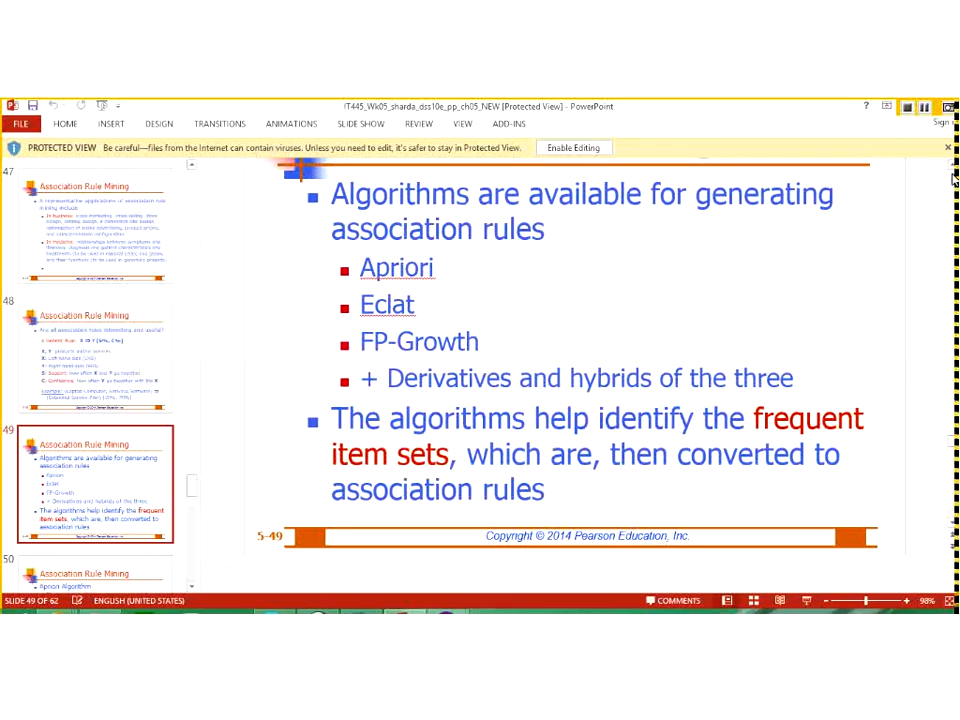 !T445_Wk05_sharda_dss10e_pp_ch05_NEW [Protected View] - PowerPoint
?
Sign
FILE HOME INSERT DESIGN TRANSITIONS ANIMATIONS SLIDE SHOW REVIEW VIEW ADD-INS
PROTECTED VIEW Be careful—files from the Internet can contain viruses. Unless you need to edit, it's safer to stay in Protected View. Enable Editing
47
Association Rule Mining
48
Association Rule Mining
49
Association Rule Mining
Algorithms are available for generating
association rules
Apriori
Eclat
FP-Growth
+ Derivatives and hybrids of the three
The algorithms help identify the frequent
item sets, which are, then converted to
association rules
50
Association Rule Mining
Apriori Algorithm
Algorithms are available for generating
association rules
Apriori
Eclat
FP-Growth
+ Derivatives and hybrids of the three
The algorithms help identify the frequent
item sets, which are, then converted to
association rules
5-49
Copyright © 2014 Pearson Education, Inc.
SLIDE 49 OF 62 ENGLISH (UNITED STATES) COMMENTS 98%